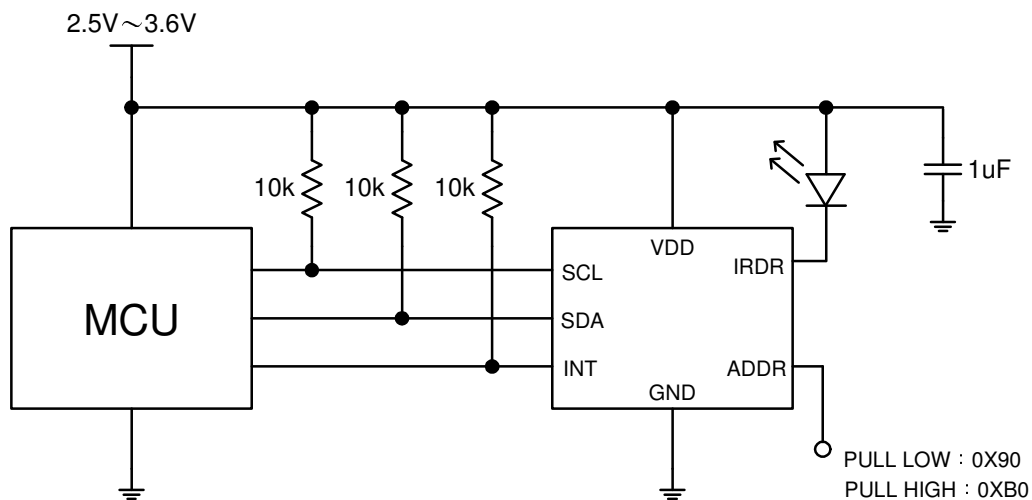 2.5V～3.6V
10k
10k
10k
1uF
MCU
VDD
SCL
IRDR
SDA
INT
ADDR
GND
PULL LOW：0X90
PULL HIGH：0XB0